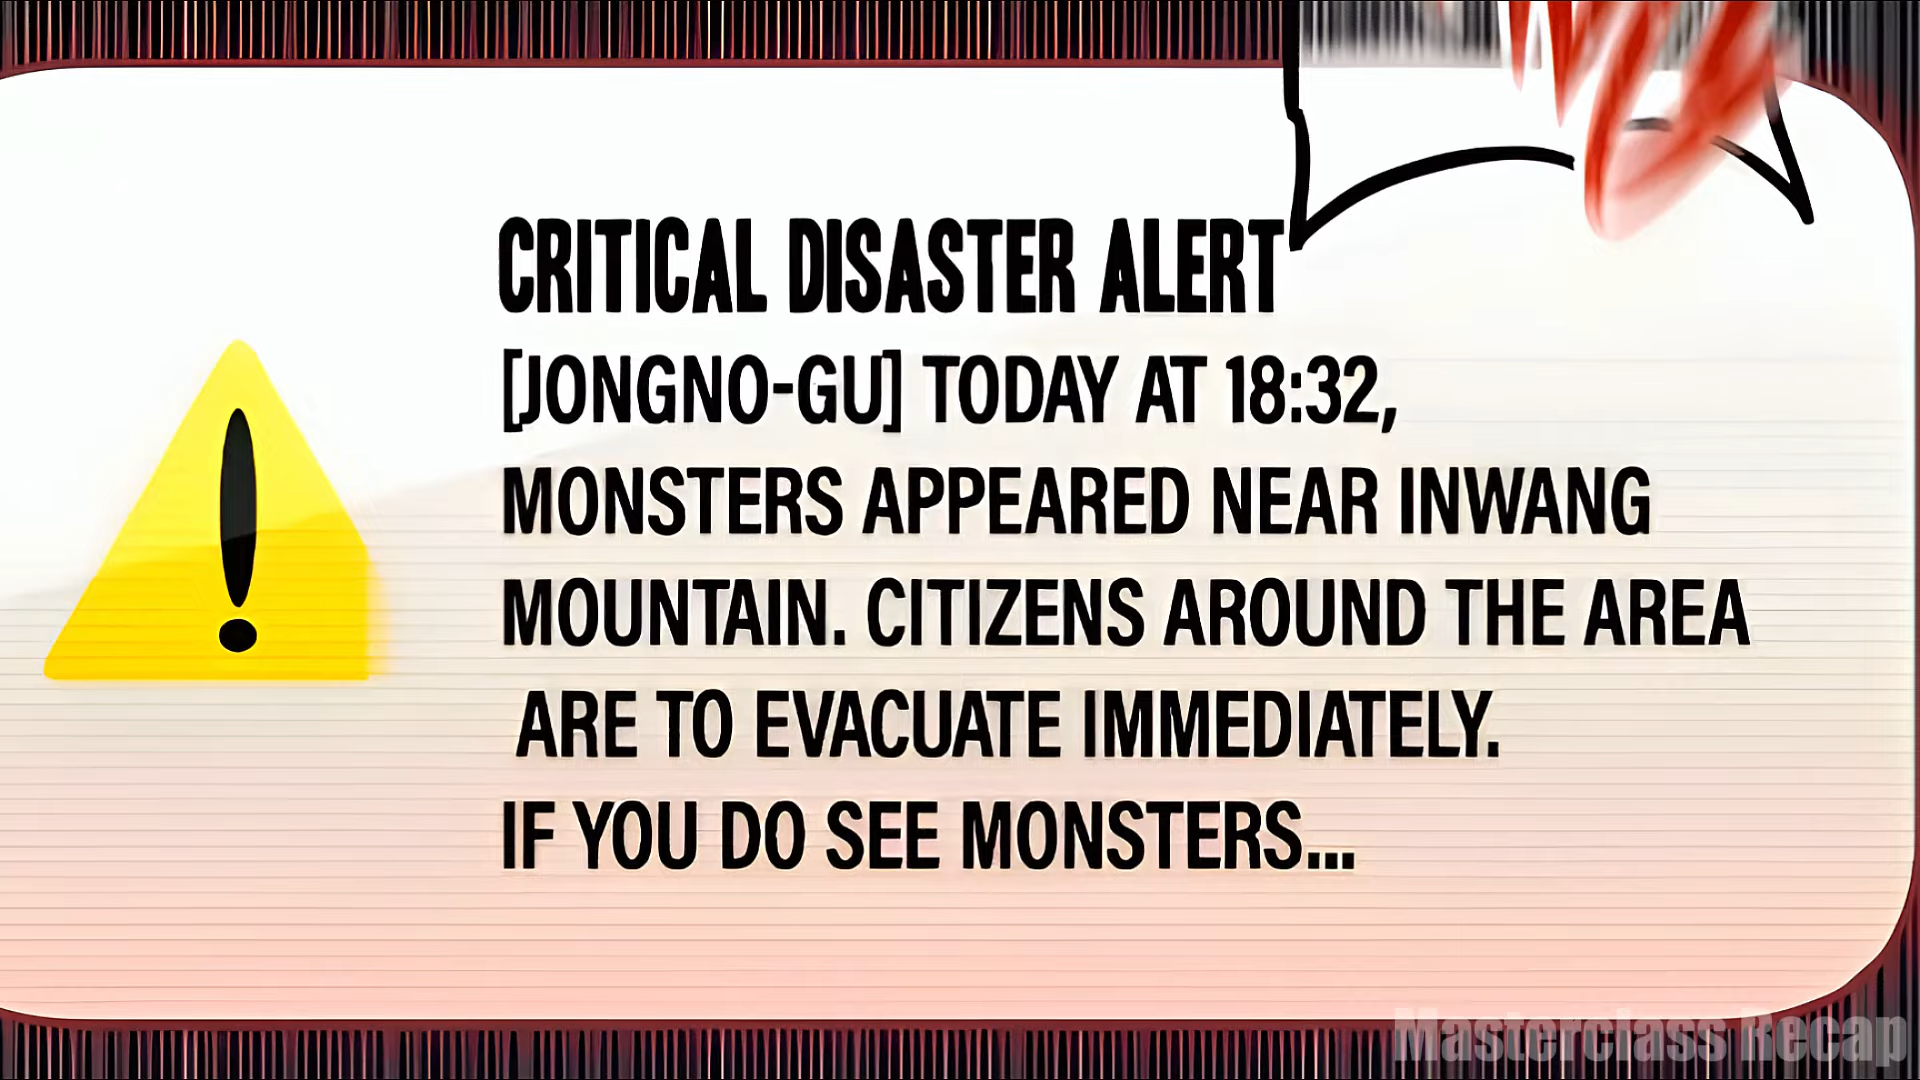 CRITICAL DISASTER ALERT
[JONGNO-GU] TODAY AT 18:32,
MONSTERS APPEARED NEAR INWANG
MOUNTAIN. CITIZENS AROUND THE AREA
ARE TO EVACUATE IMMEDIATELY.
IF YOU DO SEE MONSTERS...
Masterclass Recap